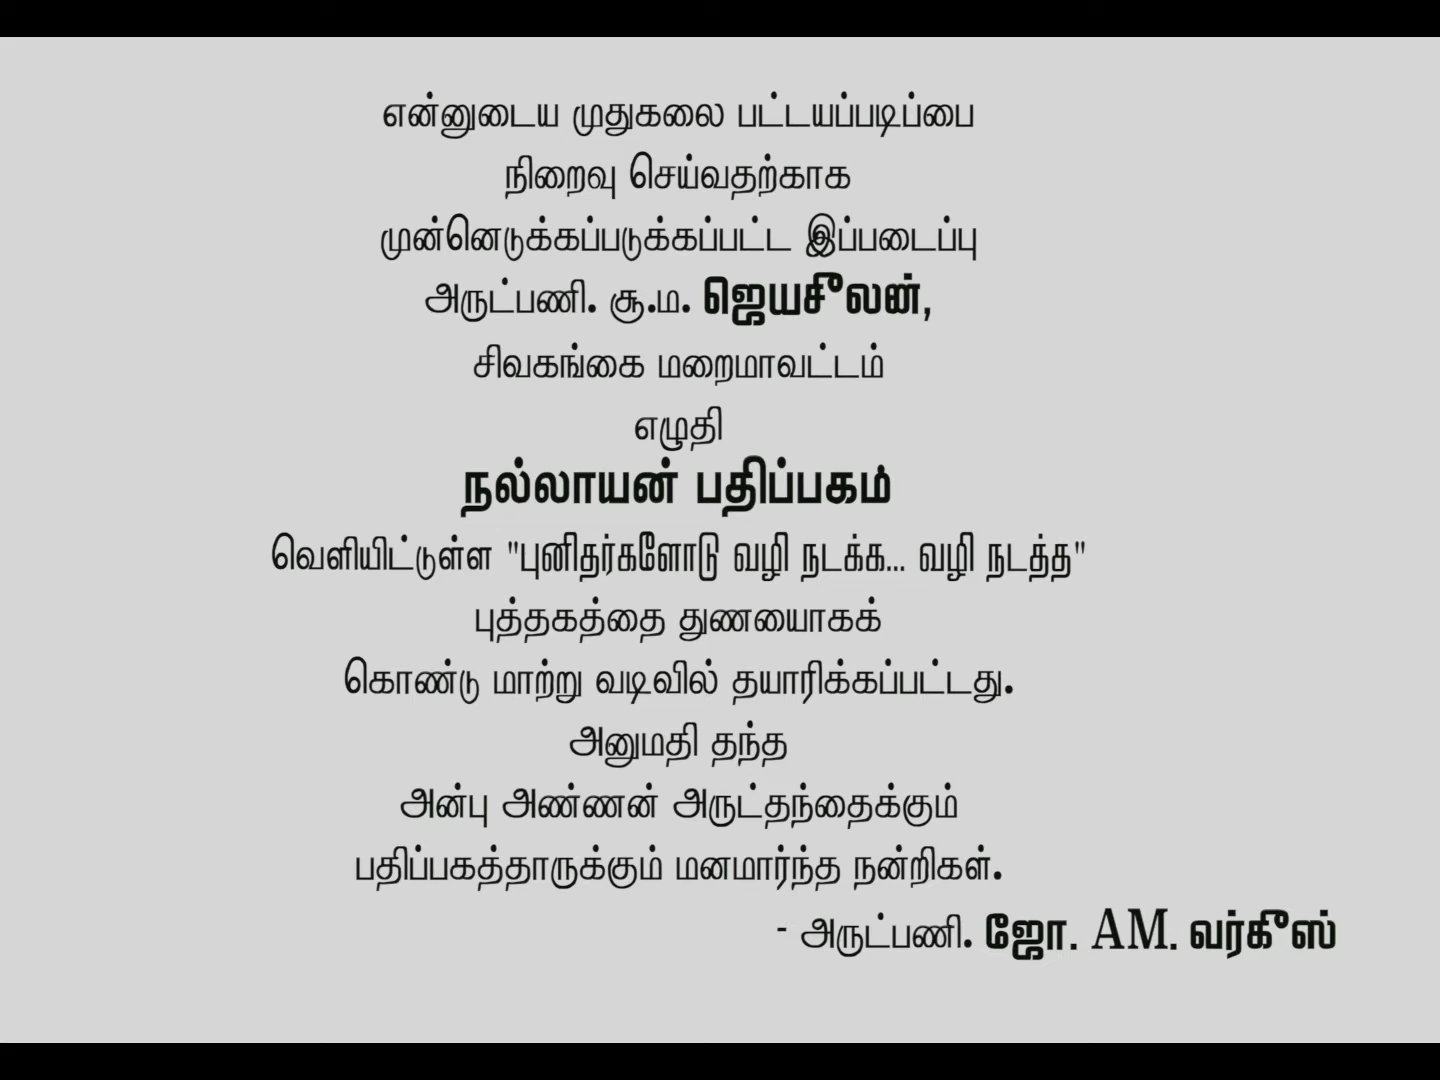 என்னுடைய முதுகலை பட்டயப்படிப்பை
நிறைவு செய்வதற்காக
முன்னெடுக்கப்படுக்கப்பட்ட இப்படைப்பு
அருட்பணி. சூ.ம. ஜெயசீலன்,
சிவகங்கை மறைமாவட்டம்
எழுதி
நல்லாயன் பதிப்பகம்
வெளியிட்டுள்ள "புனிதர்களோடு வழி நடக்க... வழி நடத்த"
புத்தகத்தை துணையைாகக்
கொண்டு மாற்று வடிவில் தயாரிக்கப்பட்டது.
அனுமதி தந்த
அன்பு அண்ணன் அருட்தந்தைக்கும்
பதிப்பகத்தாருக்கும் மனமார்ந்த நன்றிகள்.
- அருட்பணி. ஜோ. AM. வர்கீஸ்